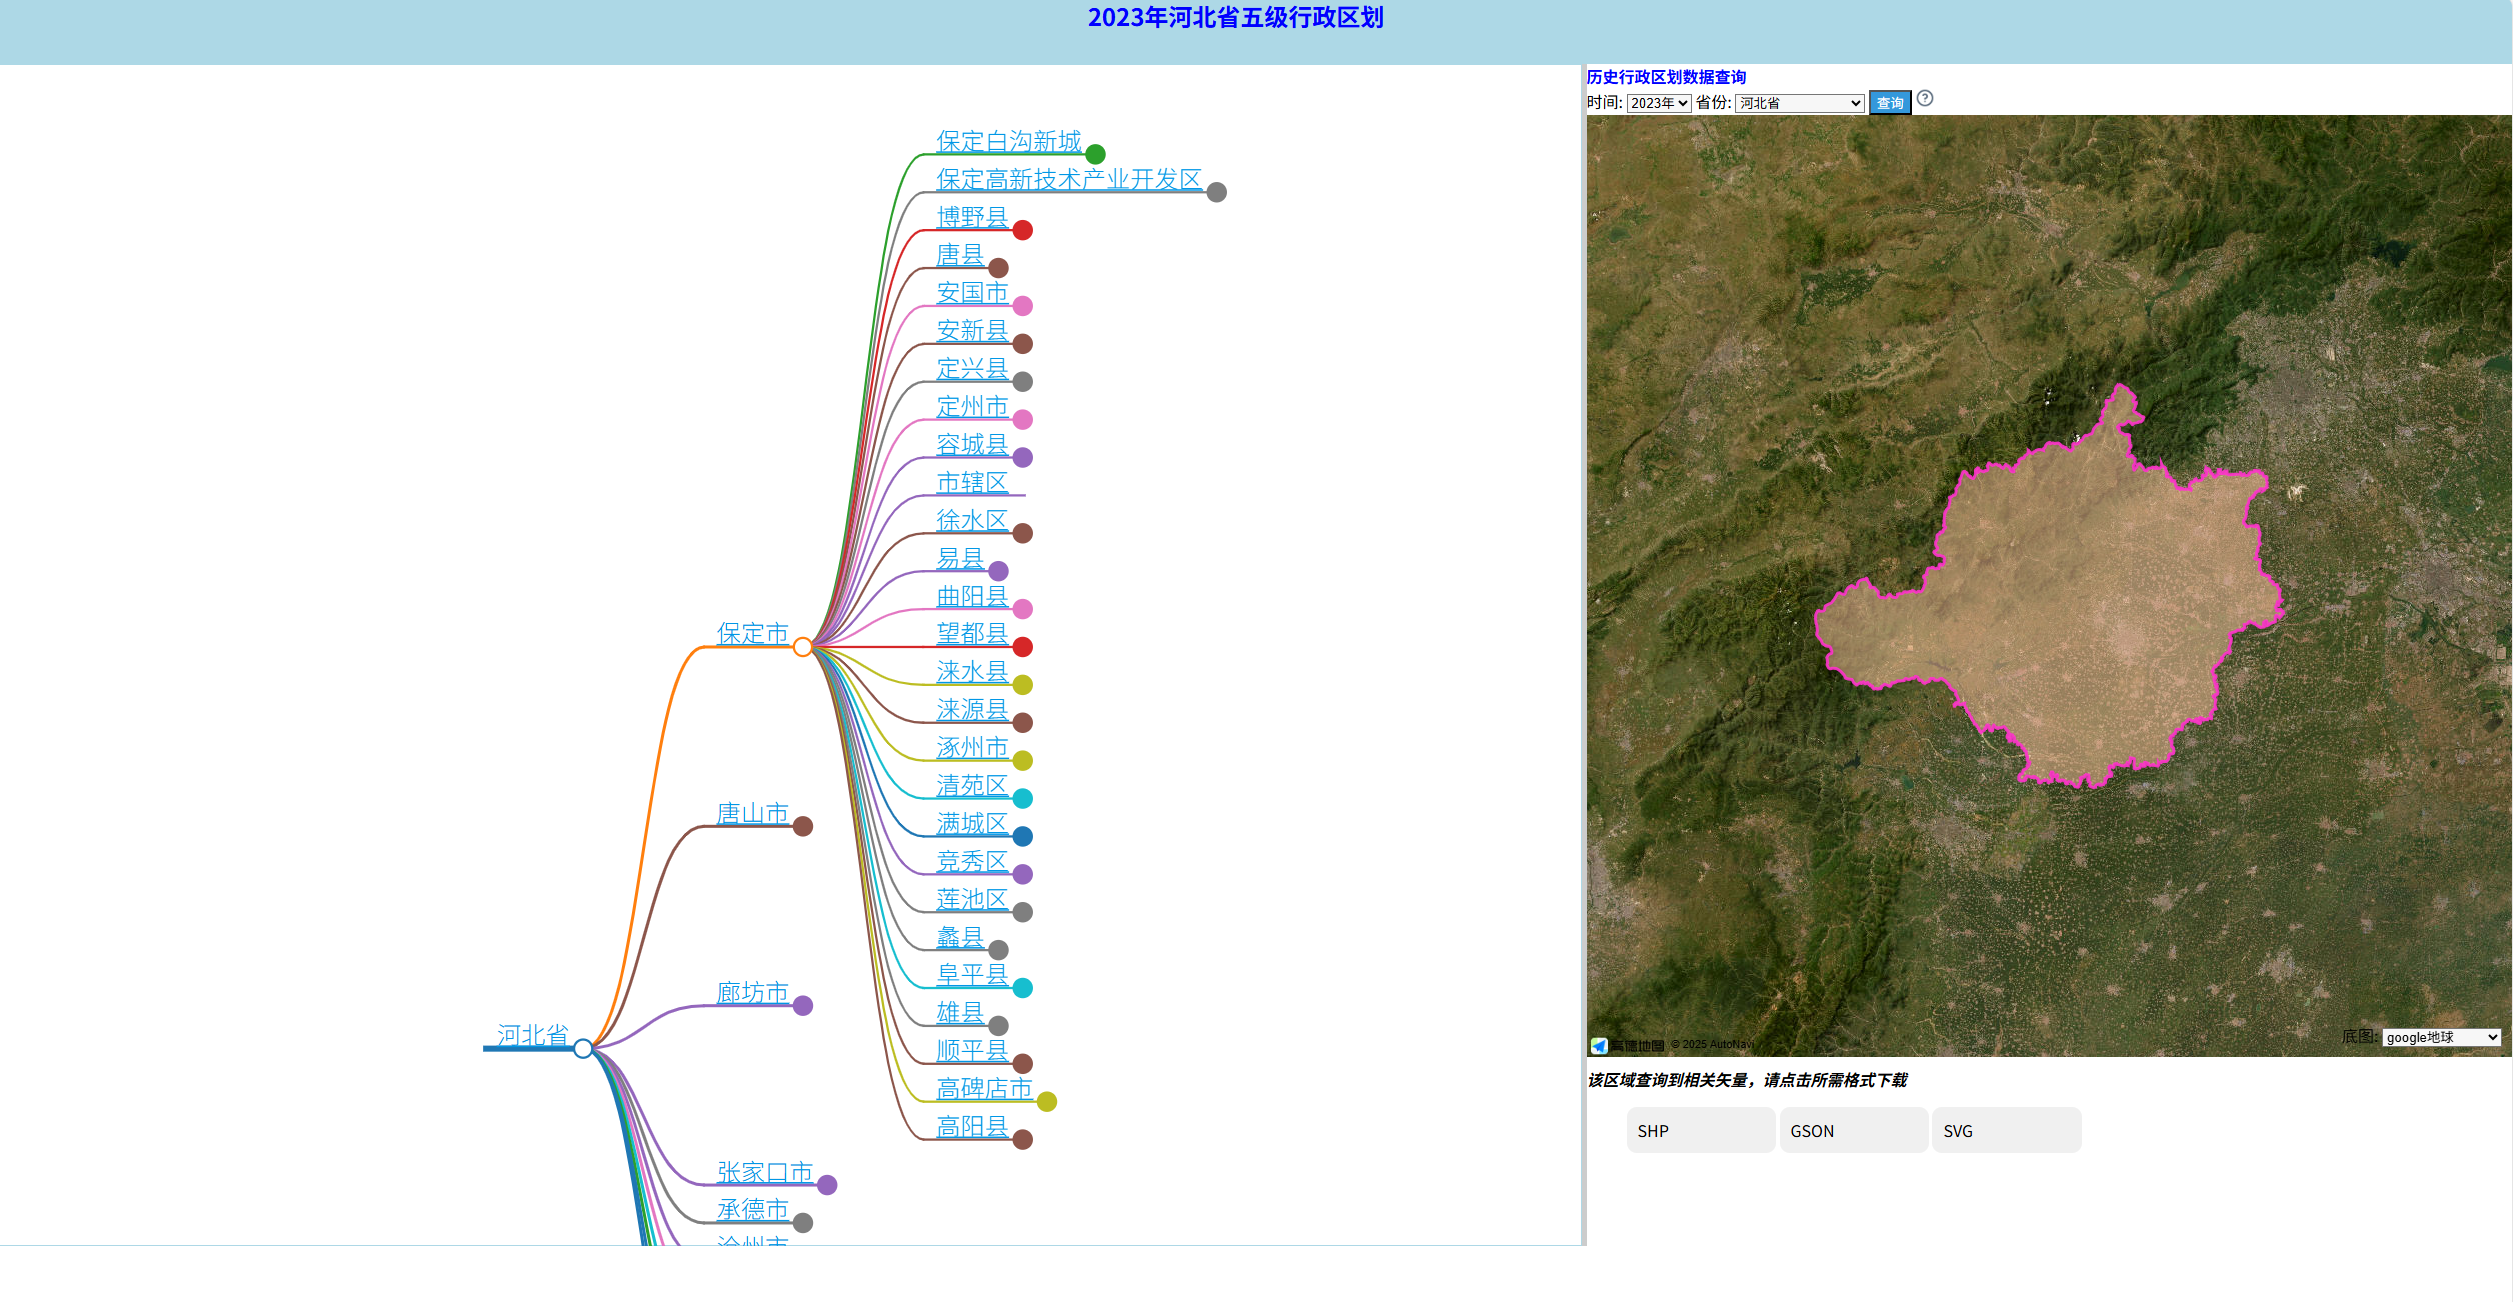 2023年河北省五级行政区划
历史行政区划数据查询
时间: 2023年 省份: 河北省 查询
保定白沟新城
保定高新技术产业开发区
博野县
唐县
安国市
安新县
定兴县
定州市
容城县
市辖区
徐水区
易县
曲阳县
保定市
望都县
涞水县
涞源县
涿州市
清苑区
唐山市
满城区
竞秀区
莲池区
蠡县
阜平县
廊坊市
雄县
河北省
顺平县
高碑店市
高阳县
张家口市
承德市
沧州市
高德地图 © 2025 AutoNavi
底图: google地球
该区域查询到相关矢量，请点击所需格式下载
SHP GSON SVG